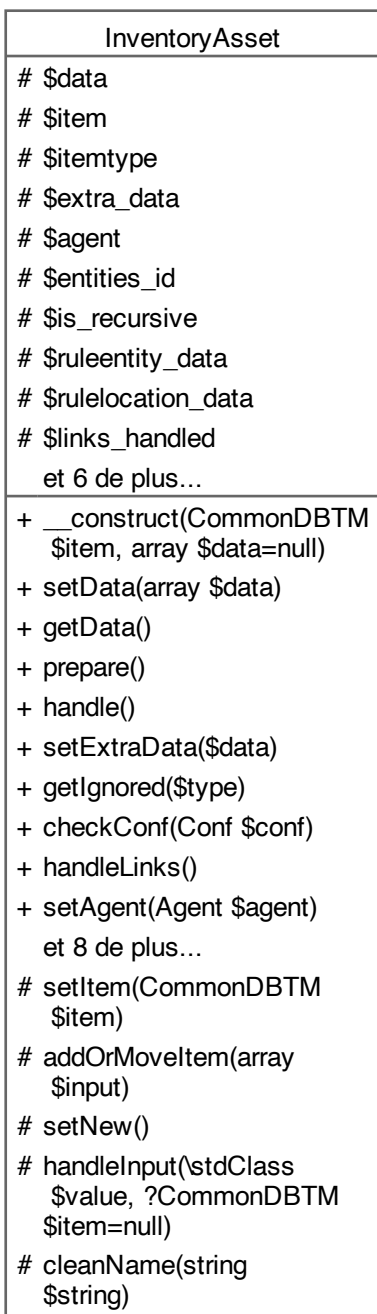 InventoryAsset
# $data
# $item
# $itemtype
# $extra_data
# $agent
# $entities_id
# $is_recursive
# $ruleentity_data
# $rulelocation_data
# $links_handled
et 6 de plus...
+ __construct(CommonDBTM
$item, array $data=null)
+ setData(array $data)
+ getData()
+ prepare()
+ handle()
+ setExtraData($data)
+ getIgnored($type)
+ checkConf(Conf $conf)
+ handleLinks()
+ setAgent(Agent $agent)
et 8 de plus...
# setItem(CommonDBTM
$item)
# addOrMoveItem(array
$input)
# setNew()
# handleInput(\stdClass
$value, ?CommonDBTM
$item=null)
# cleanName(string
$string)